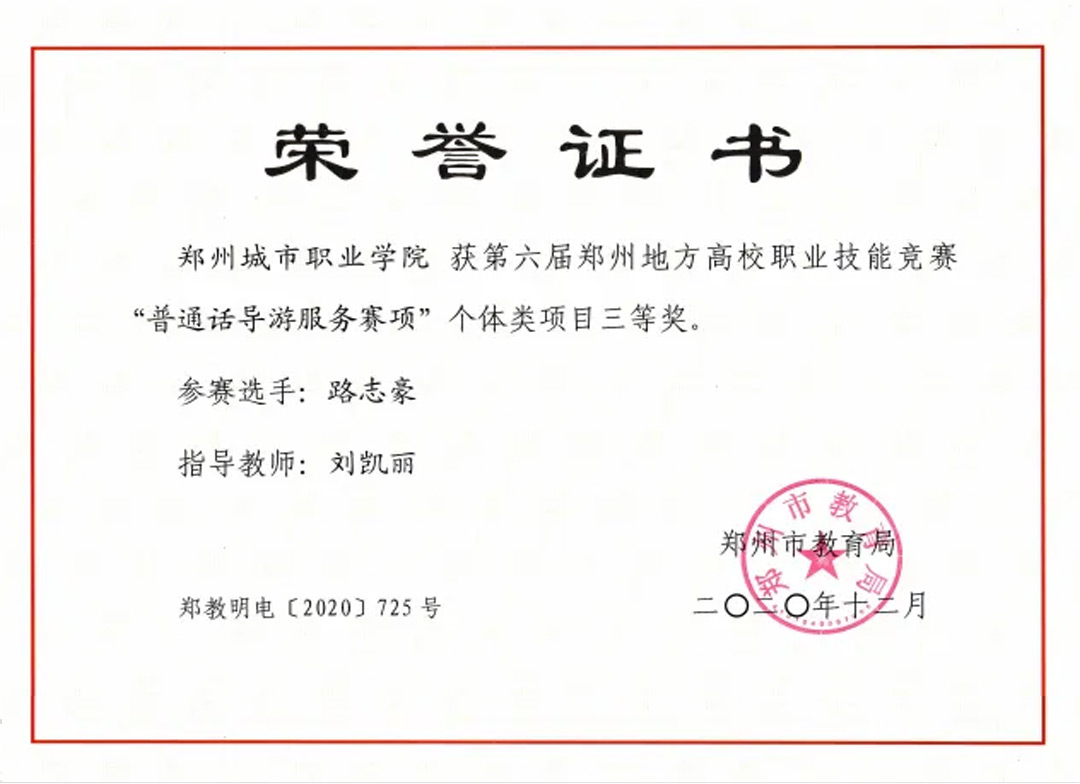 荣誉证书
郑州城市职业学院 获第六届郑州地方高校职业技能竞赛
“普通话导游服务赛项”个体类项目三等奖。
参赛选手：路志豪
指导教师：刘凯丽
郑州市教育局
郑州市教育局
郑教明电〔2020〕725 号
二〇二〇年十二月